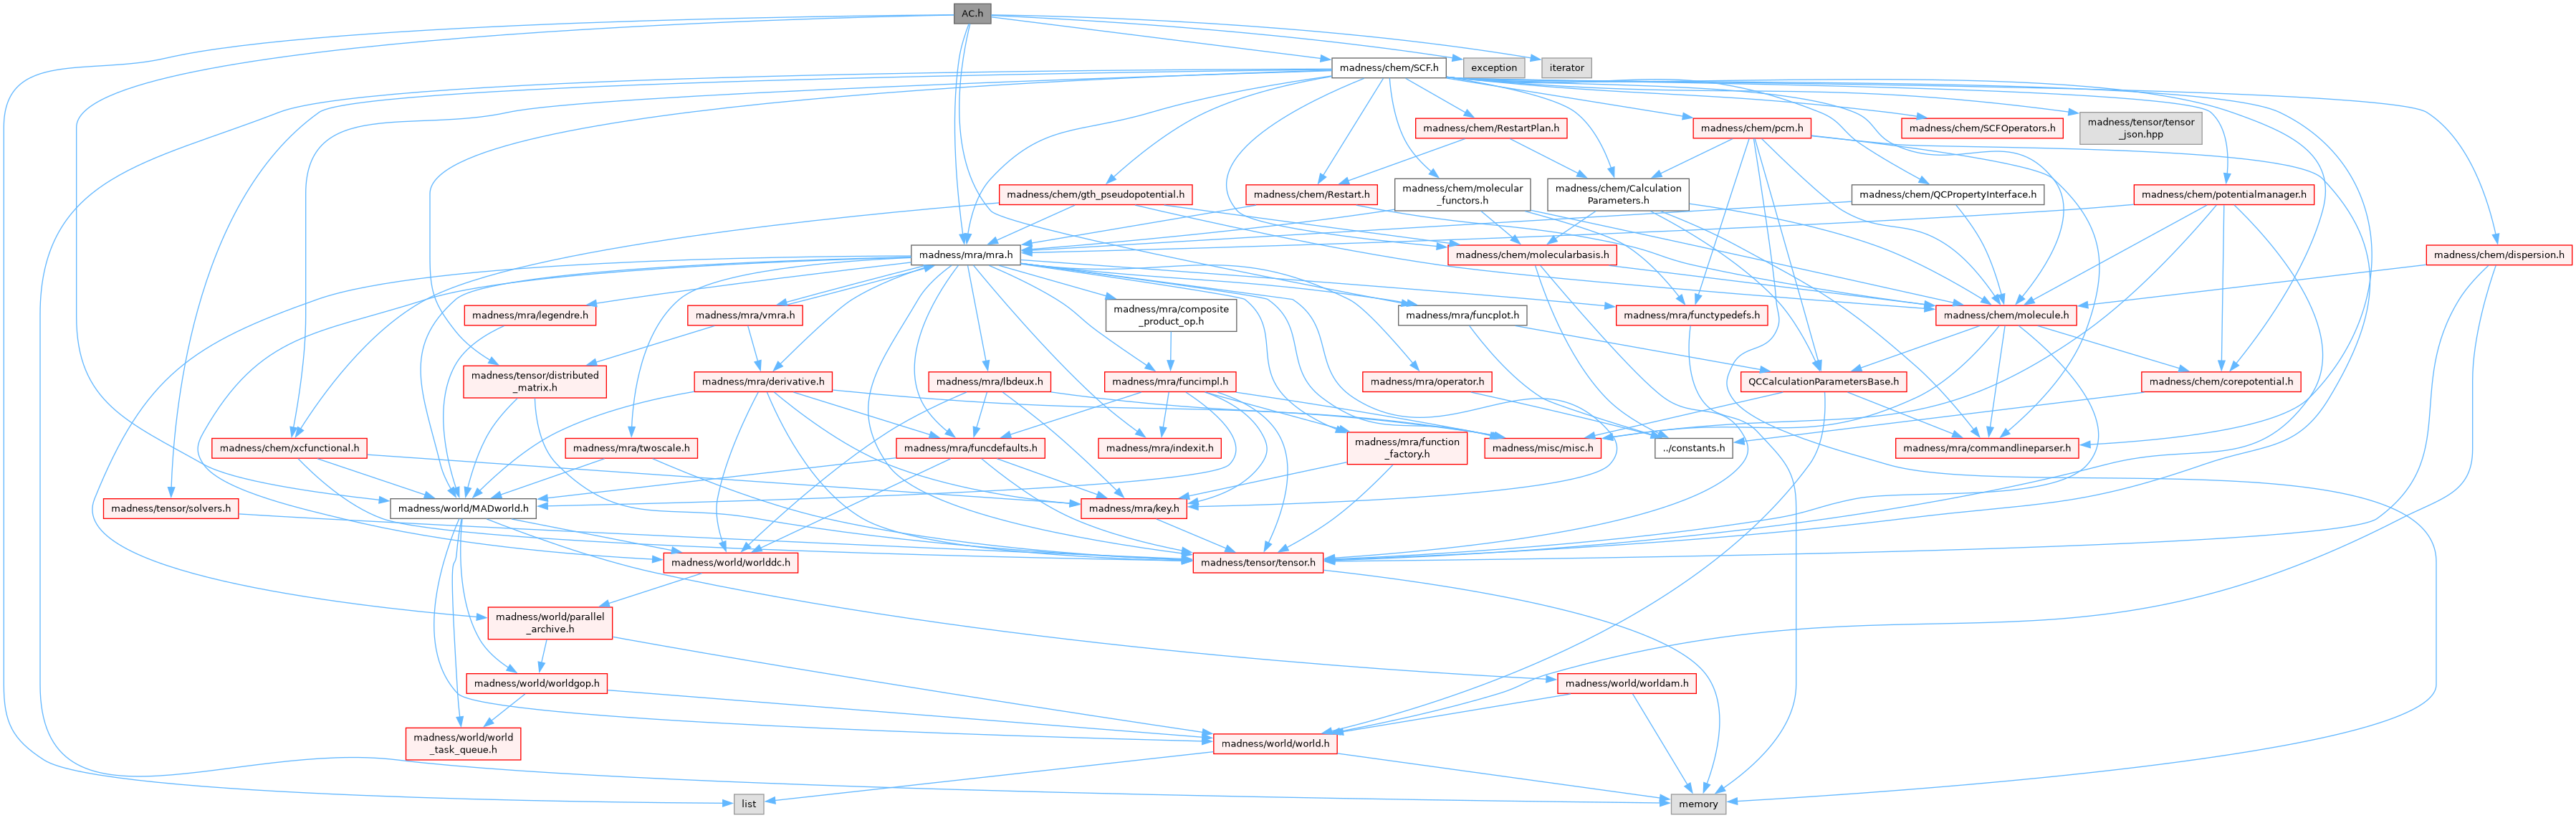 AC.h
madness/chem/SCF.h
exception
iterator
madness/chem/RestartPlan.h
madness/chem/pcm.h
madness/chem/SCFOperators.h
madness/tensor/tensor
_json.hpp
madness/chem/gth_pseudopotential.h
madness/chem/Restart.h
madness/chem/molecular
_functors.h
madness/chem/Calculation
Parameters.h
madness/chem/QCPropertyInterface.h
madness/chem/potentialmanager.h
madness/mra/mra.h
madness/chem/molecularbasis.h
madness/chem/dispersion.h
madness/mra/legendre.h
madness/mra/vmra.h
madness/mra/composite
_product_op.h
madness/mra/funcplot.h
madness/mra/functypedefs.h
madness/chem/molecule.h
madness/tensor/distributed
_matrix.h
madness/mra/derivative.h
madness/mra/lbdeux.h
madness/mra/funcimpl.h
madness/mra/operator.h
QCCalculationParametersBase.h
madness/chem/corepotential.h
madness/chem/xcfunctional.h
madness/mra/twoscale.h
madness/mra/funcdefaults.h
madness/mra/indexit.h
madness/mra/function
_factory.h
madness/misc/misc.h
../constants.h
madness/mra/commandlineparser.h
madness/tensor/solvers.h
madness/world/MADworld.h
madness/mra/key.h
madness/world/worlddc.h
madness/tensor/tensor.h
madness/world/parallel
_archive.h
madness/world/worldgop.h
madness/world/worldam.h
madness/world/world
_task_queue.h
madness/world/world.h
list
memory